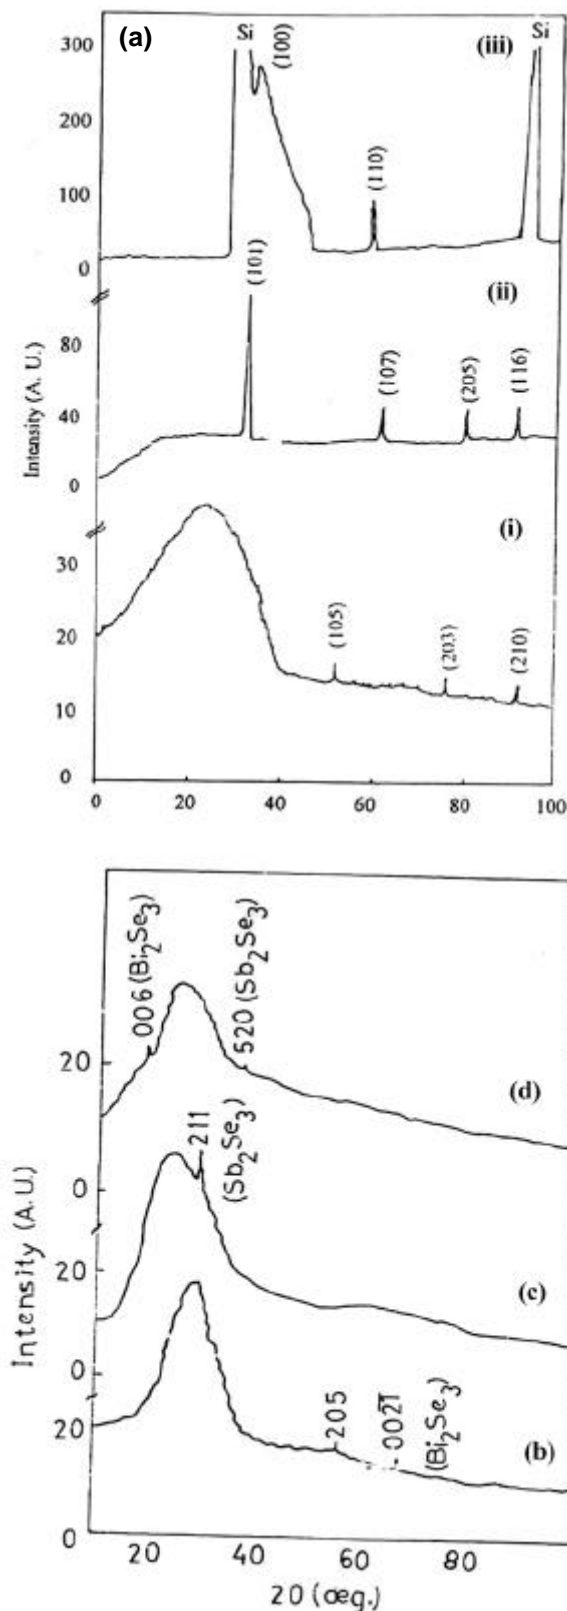 (a)
Si
(100)
(iii)
Si
300
200
100
0
(110)
(101)
(ii)
80
40
0
(107)
(205)
(116)
Intensity (A. U.)
(i)
30
20
10
0
(105)
(203)
(210)
0 20 40 60 80 100
006 (Bi2Se3)
520 (Sb2Se3)
20
(d)
0
211
(Sb2Se3)
Intensity (A.U.)
20
(c)
0
205
0021
(Bi2Se3)
20
(b)
0
20 40 60 80
2θ (œg.)